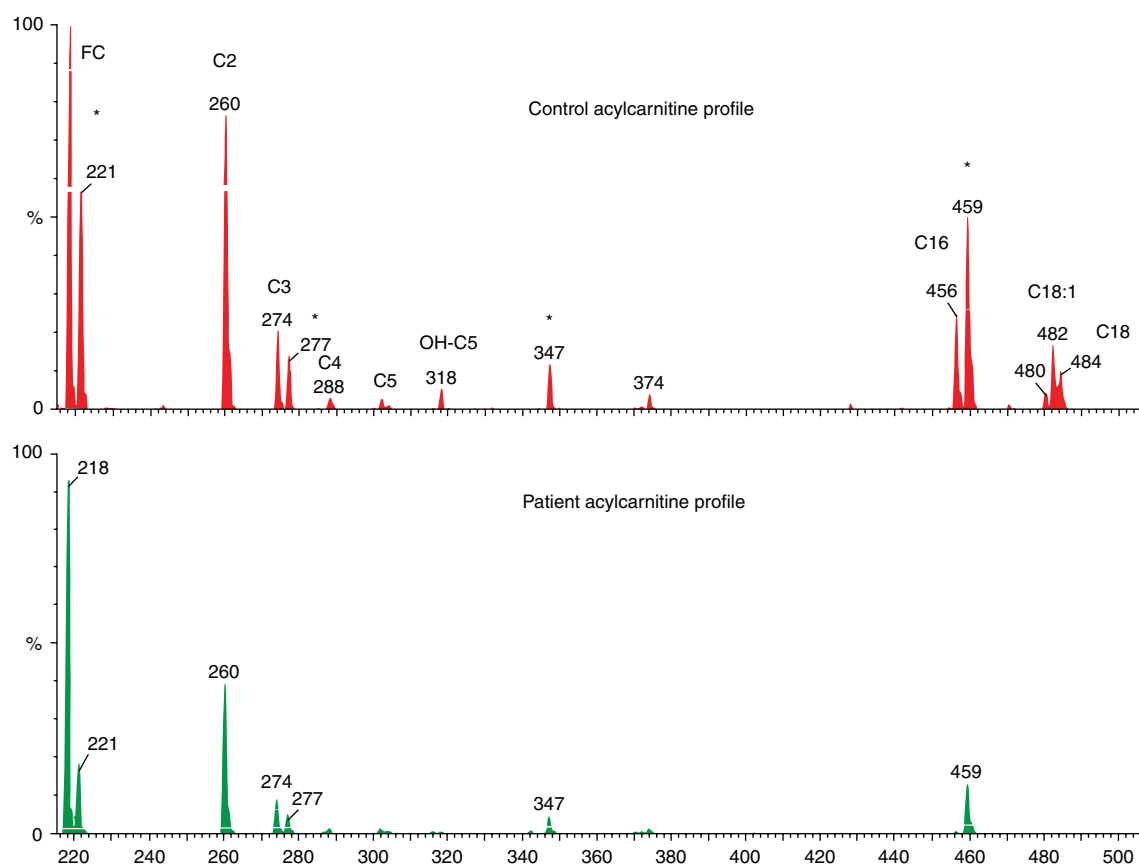 100
FC
C2
*
260
Control acylcarnitine profile
*
221
459
%
C16
C3
456
C18:1
274
*
277
OH-C5
*
347
C18
482
C4
288
C5
318
374
480
484
0
100
218
Patient acylcarnitine profile
%
260
221
274
277
347
459
0
220 240 260 280 300 320 340 360 380 400 420 440 460 480 500